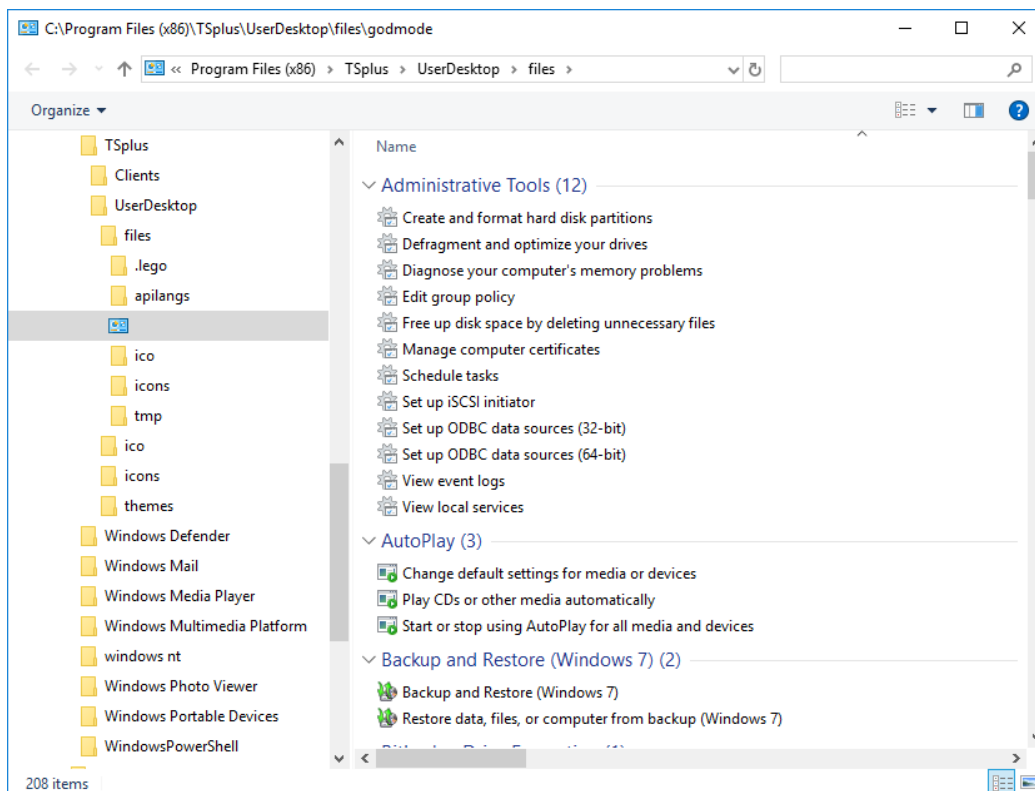 C:\Program Files (x86)\TSplus\UserDesktop\files\godmode
« Program Files (x86) > TSplus > UserDesktop > files >
Organize
TSplus
Clients
UserDesktop
files
.lego
apilangs
ico
icons
tmp
ico
icons
themes
Windows Defender
Windows Mail
Windows Media Player
Windows Multimedia Platform
windows nt
Windows Photo Viewer
Windows Portable Devices
WindowsPowerShell
Name
Administrative Tools (12)
Create and format hard disk partitions
Defragment and optimize your drives
Diagnose your computer's memory problems
Edit group policy
Free up disk space by deleting unnecessary files
Manage computer certificates
Schedule tasks
Set up iSCSI initiator
Set up ODBC data sources (32-bit)
Set up ODBC data sources (64-bit)
View event logs
View local services
AutoPlay (3)
Change default settings for media or devices
Play CDs or other media automatically
Start or stop using AutoPlay for all media and devices
Backup and Restore (Windows 7) (2)
Backup and Restore (Windows 7)
Restore data, files, or computer from backup (Windows 7)
208 items